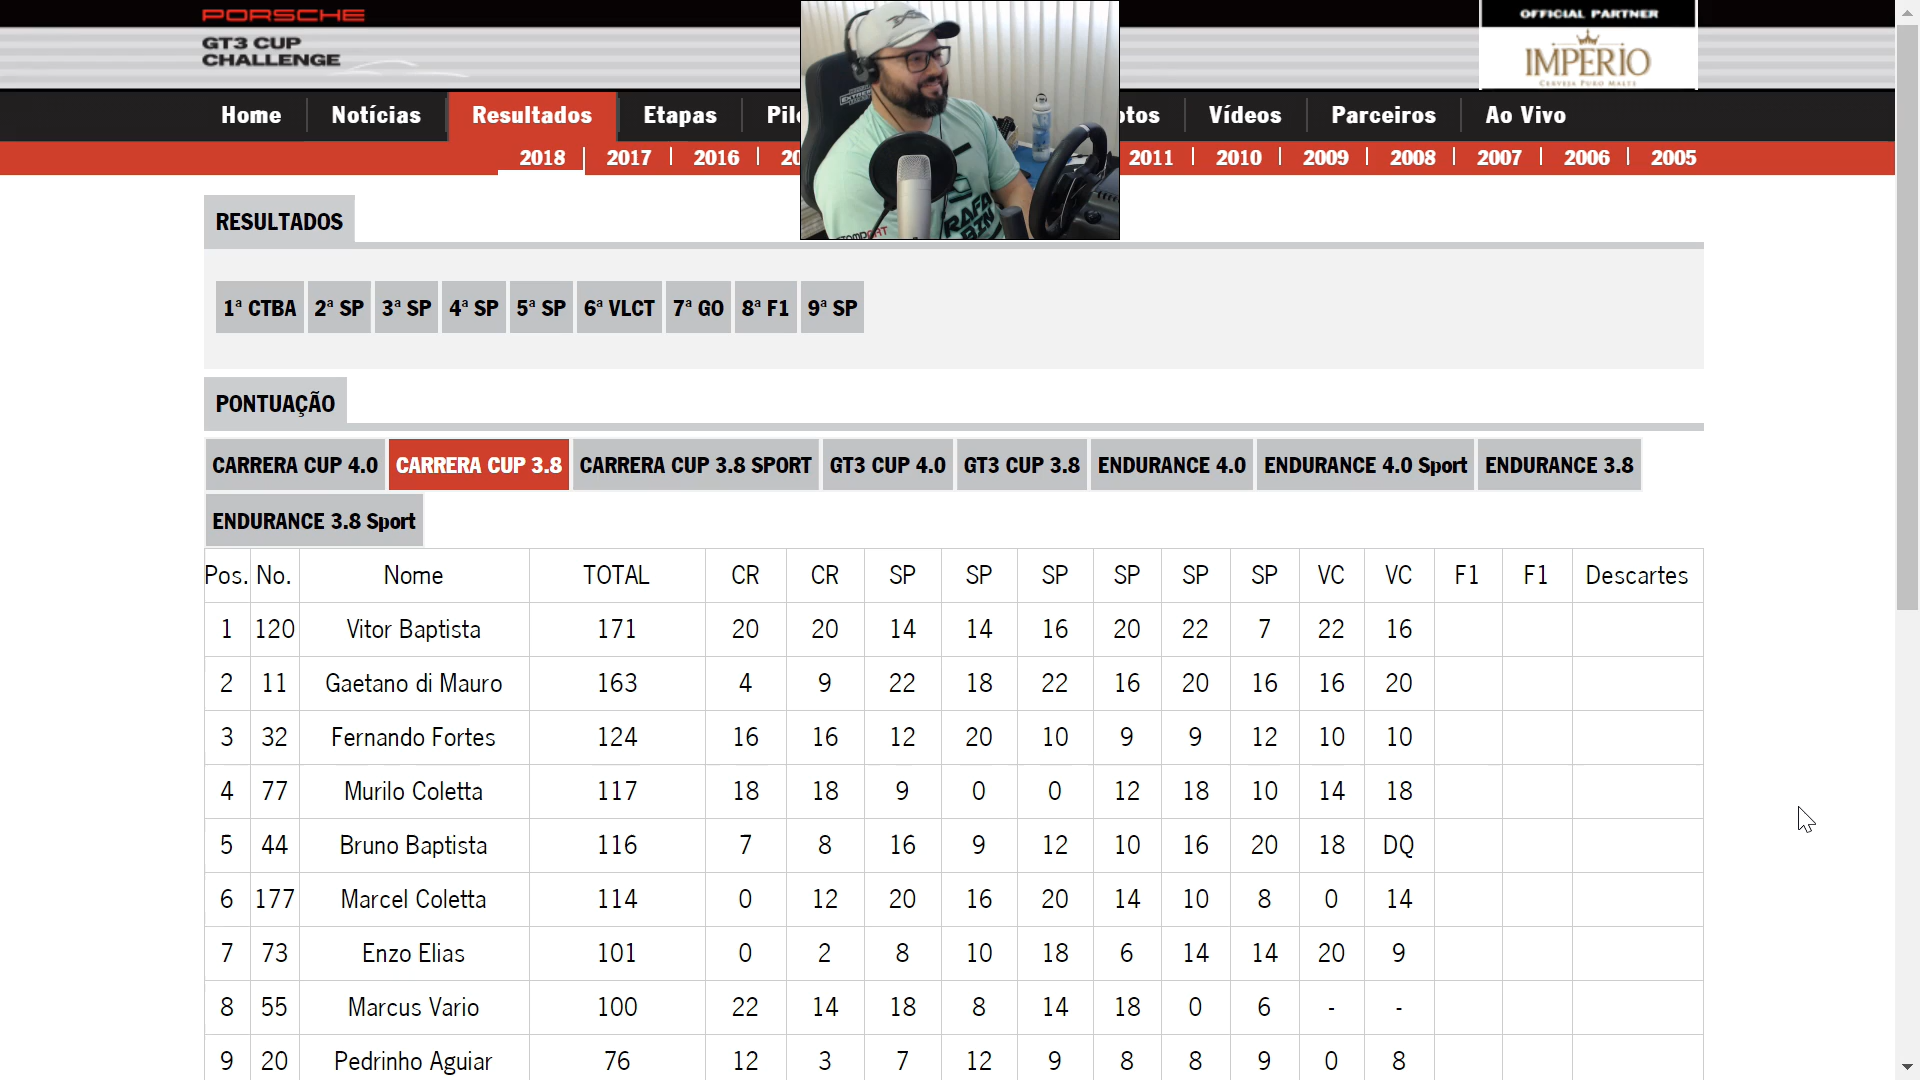 PORSCHE
GT3 CUP
CHALLENGE
OFFICIAL PARTNER
IMPERIO
CERVEJA PURO MALTE
Home Notícias Resultados Etapas Vídeos Parceiros Ao Vivo
2018 2017 2016 2011 2010 2009 2008 2007 2006 2005
RESULTADOS
1ª CTBA 2ª SP 3ª SP 4ª SP 5ª SP 6ª VLCT 7ª GO 8ª F1 9ª SP
PONTUAÇÃO
CARRERA CUP 4.0 CARRERA CUP 3.8 CARRERA CUP 3.8 SPORT GT3 CUP 4.0 GT3 CUP 3.8 ENDURANCE 4.0 ENDURANCE 4.0 Sport ENDURANCE 3.8
ENDURANCE 3.8 Sport
Pos. No. Nome TOTAL CR CR SP SP SP SP SP SP VC VC F1 F1 Descartes
1 120 Vitor Baptista 171 20 20 14 14 16 20 22 7 22 16
2 11 Gaetano di Mauro 163 4 9 22 18 22 16 20 16 16 20
3 32 Fernando Fortes 124 16 16 12 20 10 9 9 12 10 10
4 77 Murilo Coletta 117 18 18 9 0 0 12 18 10 14 18
5 44 Bruno Baptista 116 7 8 16 9 12 10 16 20 18 DQ
6 177 Marcel Coletta 114 0 12 20 16 20 14 10 8 0 14
7 73 Enzo Elias 101 0 2 8 10 18 6 14 14 20 9
8 55 Marcus Vario 100 22 14 18 8 14 18 0 6 - -
9 20 Pedrinho Aguiar 76 12 3 7 12 9 8 8 9 0 8